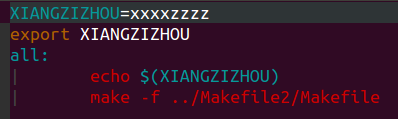 XIANGZIZHOU=xxxxzzzz
export XIANGZIZHOU
all:
|       echo $(XIANGZIZHOU)
|       make -f ../Makefile2/Makefile